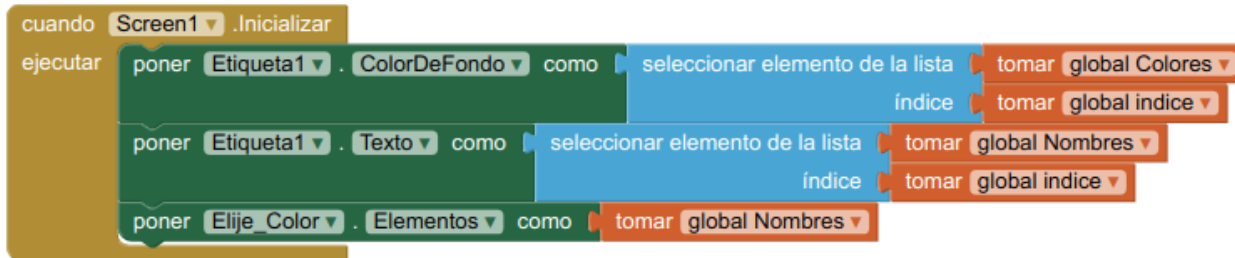 cuando Screen1 .Inicializar
ejecutar poner Etiqueta1 . ColorDeFondo como seleccionar elemento de la lista tomar global Colores
índice tomar global indice
poner Etiqueta1 . Texto como seleccionar elemento de la lista tomar global Nombres
índice tomar global indice
poner Elije_Color . Elementos como tomar global Nombres